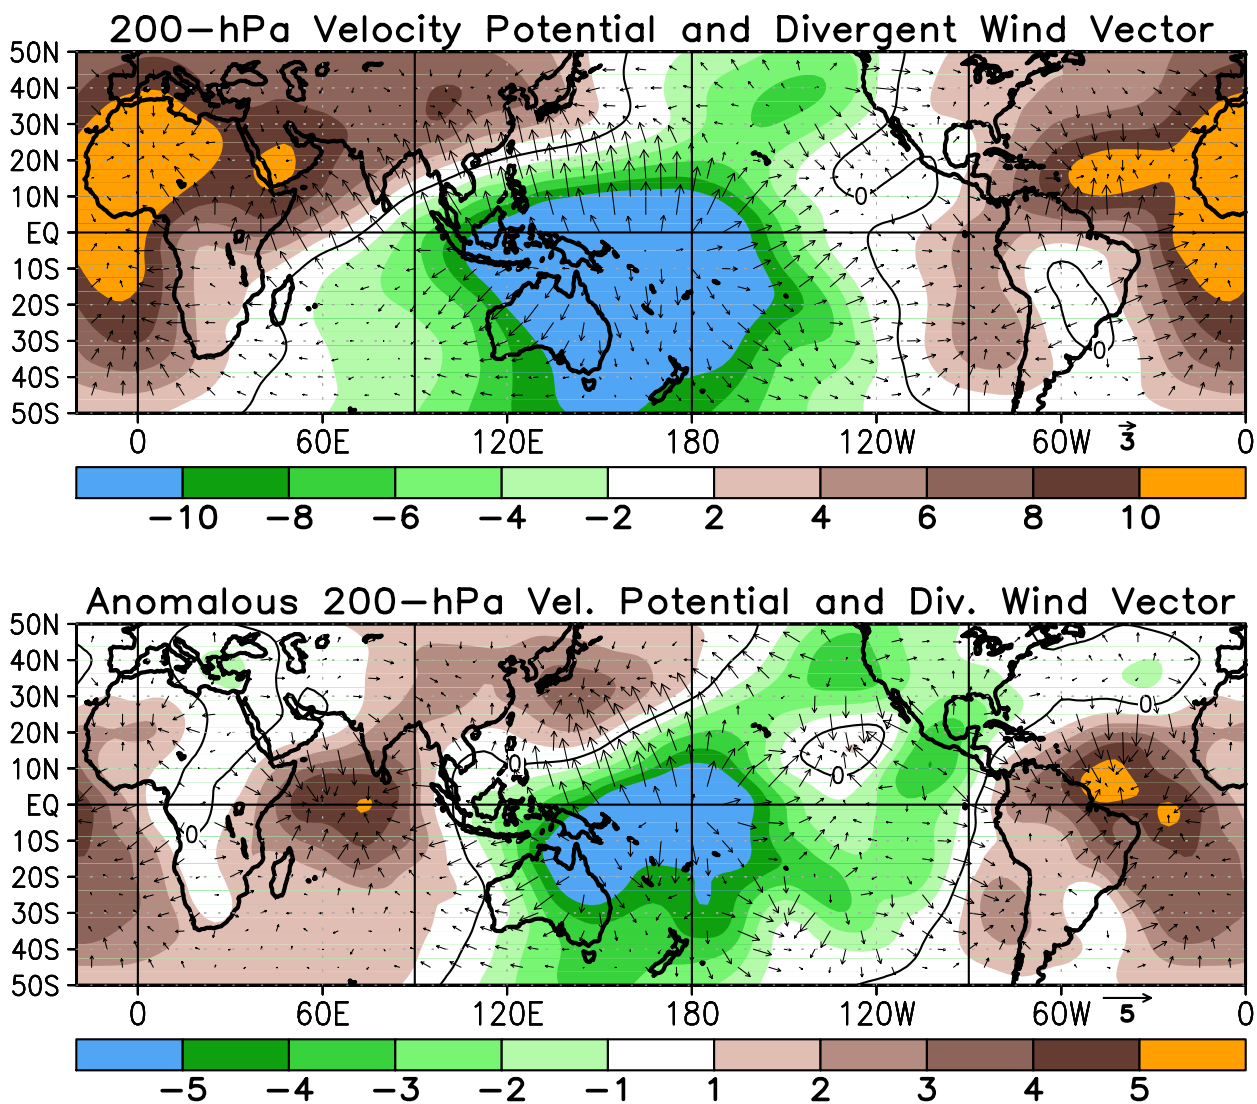 200-hPa Velocity Potential and Divergent Wind Vector
50N
40N
30N
20N
10N
EQ
10S
20S
30S
40S
50S
0
0
0 60E 120E 180 120W 60W 3 0
-10 -8 -6 -4 -2 2 4 6 8 10
Anomalous 200-hPa Vel. Potential and Div. Wind Vector
50N
40N
30N
20N
10N
EQ
10S
20S
30S
40S
50S
0
0
0
0
0 60E 120E 180 120W 60W 5 0
-5 -4 -3 -2 -1 1 2 3 4 5